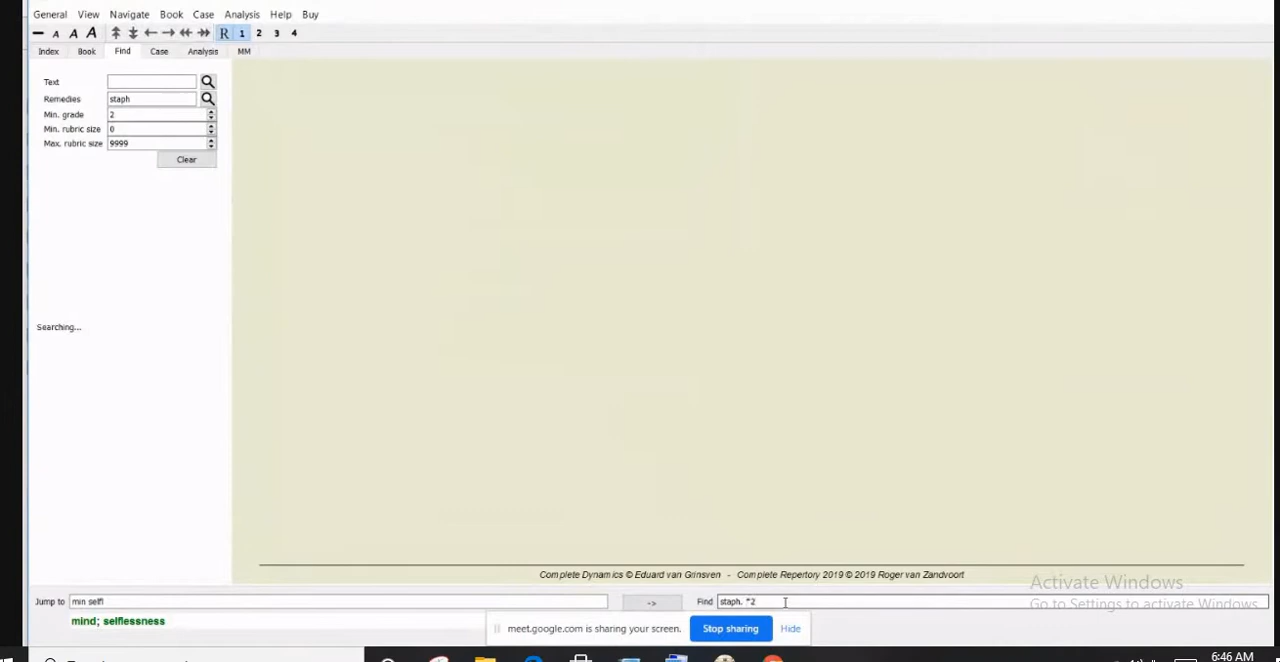 General View Navigate Book Case Analysis Help Buy
A A A R 1 2 3 4
Index Book Find Case Analysis MM
Text
Remedies staph
Min. grade 2
Min. rubric size 0
Max. rubric size 9999
Clear
Searching...
Complete Dynamics © Eduard van Grinsven - Complete Repertory 2019 © 2019 Roger van Zandvoort
Activate Windows
Go to Settings to activate Windows.
Jump to min selfl -> Find staph. *2
mind; selflessness
meet.google.com is sharing your screen. Stop sharing Hide
6:46 AM